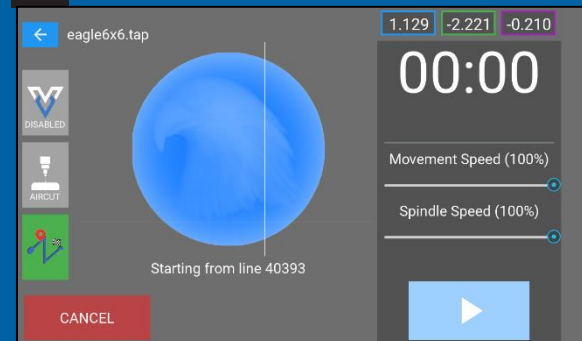 eagle6x6.tap
1.129 -2.221 -0.210
00:00
DISABLED
Movement Speed (100%)
AIRCUT
Spindle Speed (100%)
Starting from line 40393
CANCEL